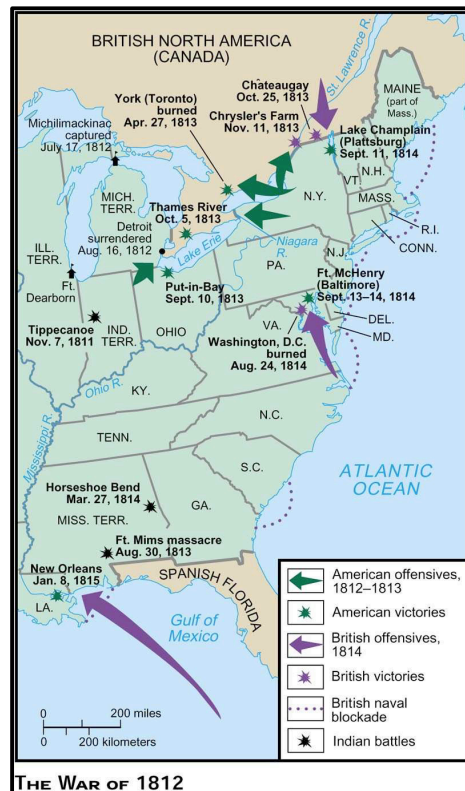 BRITISH NORTH AMERICA
(CANADA)
St. Lawrence R.
Chateaugay
Oct. 25, 1813
MAINE
(part of
Mass.)
York (Toronto)
burned
Apr. 27, 1813
Chrysler's Farm
Nov. 11, 1813
Michilimackinac
captured
July 17, 1812
Lake Champlain
(Plattsburg)
Sept. 11, 1814
VT.
N.H.
MICH.
TERR.
Thames River
Oct. 5, 1813
N.Y.
MASS.
Detroit
surrendered
Aug. 16, 1812
Lake Erie
Niagara
R.
R.I.
CONN.
ILL.
TERR.
Ft.
Dearborn
PA.
N.J.
Put-in-Bay
Sept. 10, 1813
Ft. McHenry
(Baltimore)
Sept. 13–14, 1814
Tippecanoe
Nov. 7, 1811
IND.
TERR.
OHIO
VA.
DEL.
MD.
Washington, D.C.
burned
Aug. 24, 1814
Ohio R.
KY.
Mississippi R.
N.C.
TENN.
S.C.
ATLANTIC
OCEAN
Horseshoe Bend
Mar. 27, 1814
MISS. TERR.
GA.
Ft. Mims massacre
Aug. 30, 1813
New Orleans
Jan. 8, 1815
LA.
SPANISH FLORIDA
Gulf of
Mexico
American offensives,
1812–1813
American victories
British offensives,
1814
British victories
British naval
blockade
Indian battles
0 200 miles
0 200 kilometers
THE WAR OF 1812